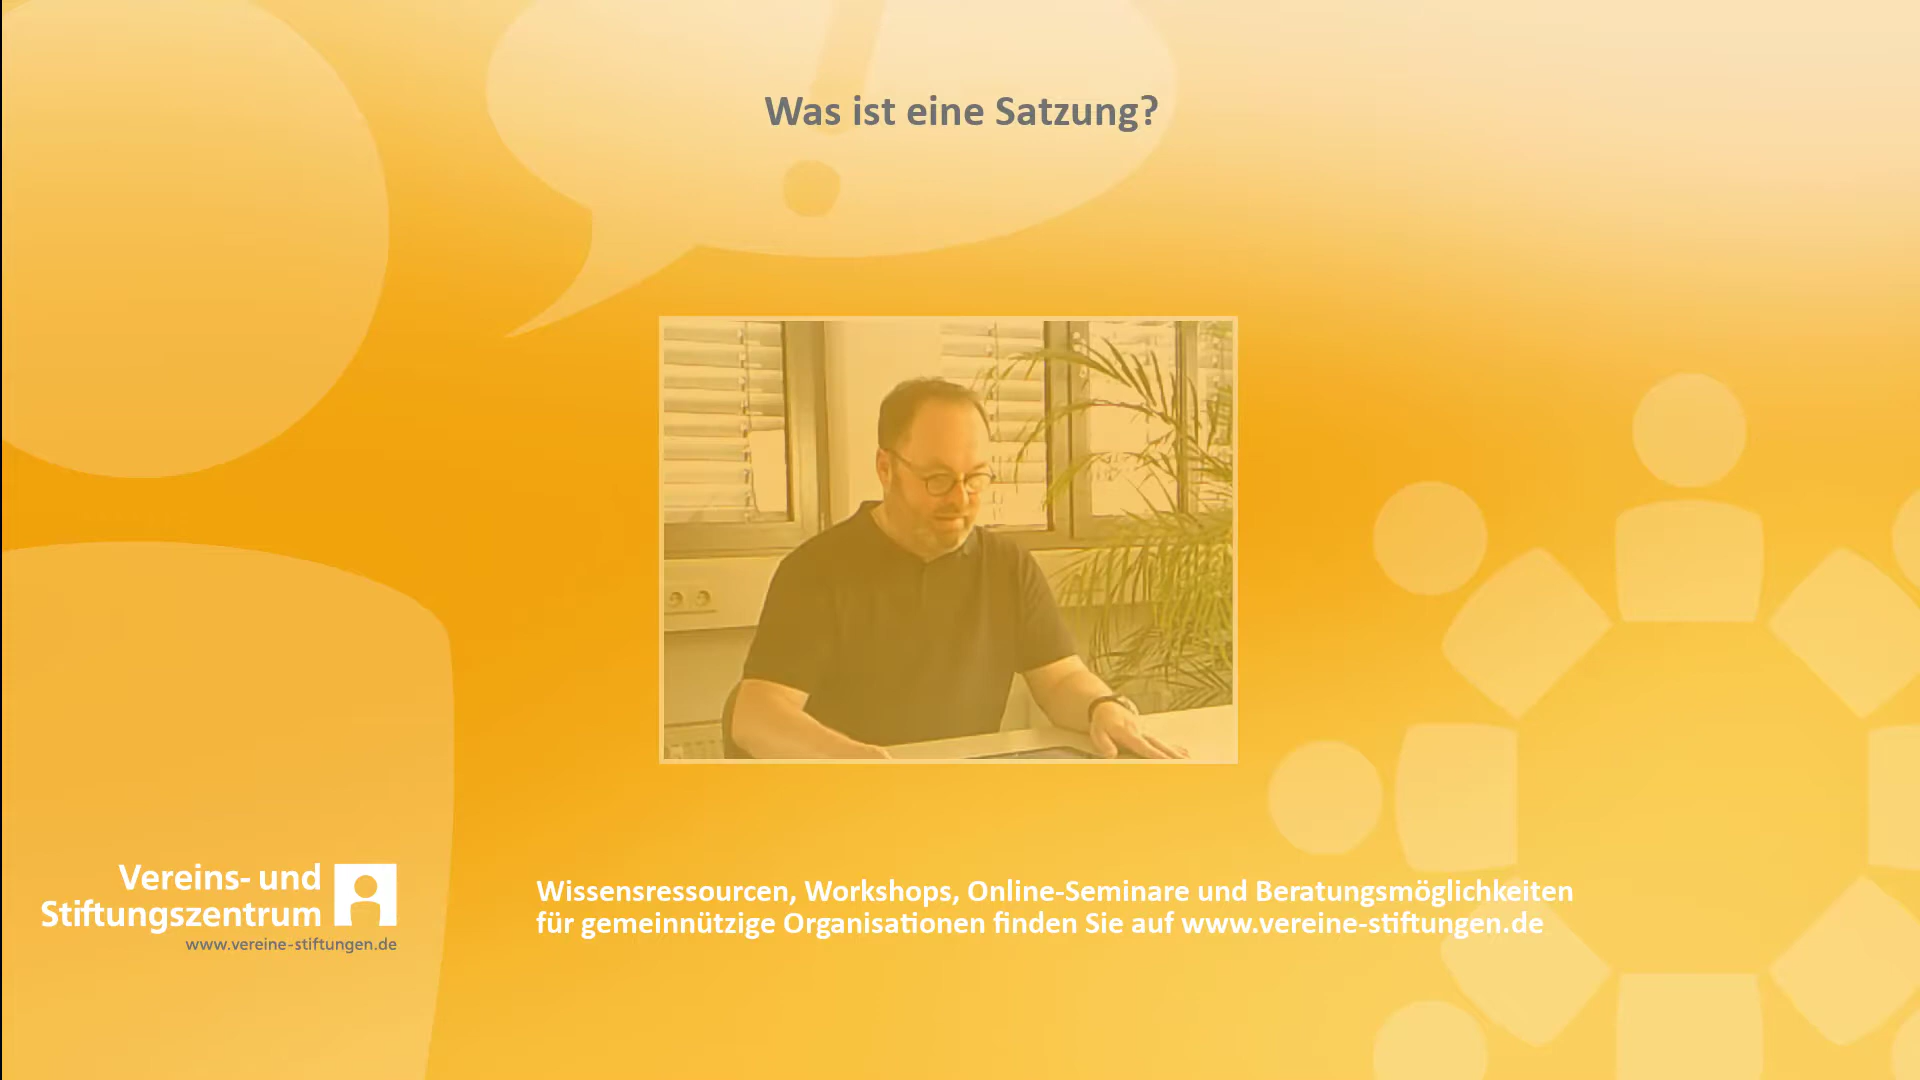 Was ist eine Satzung?
Vereins- und
Stiftungszentrum
www.vereine-stiftungen.de
Wissensressourcen, Workshops, Online-Seminare und Beratungsmöglichkeiten
für gemeinnützige Organisationen finden Sie auf www.vereine-stiftungen.de